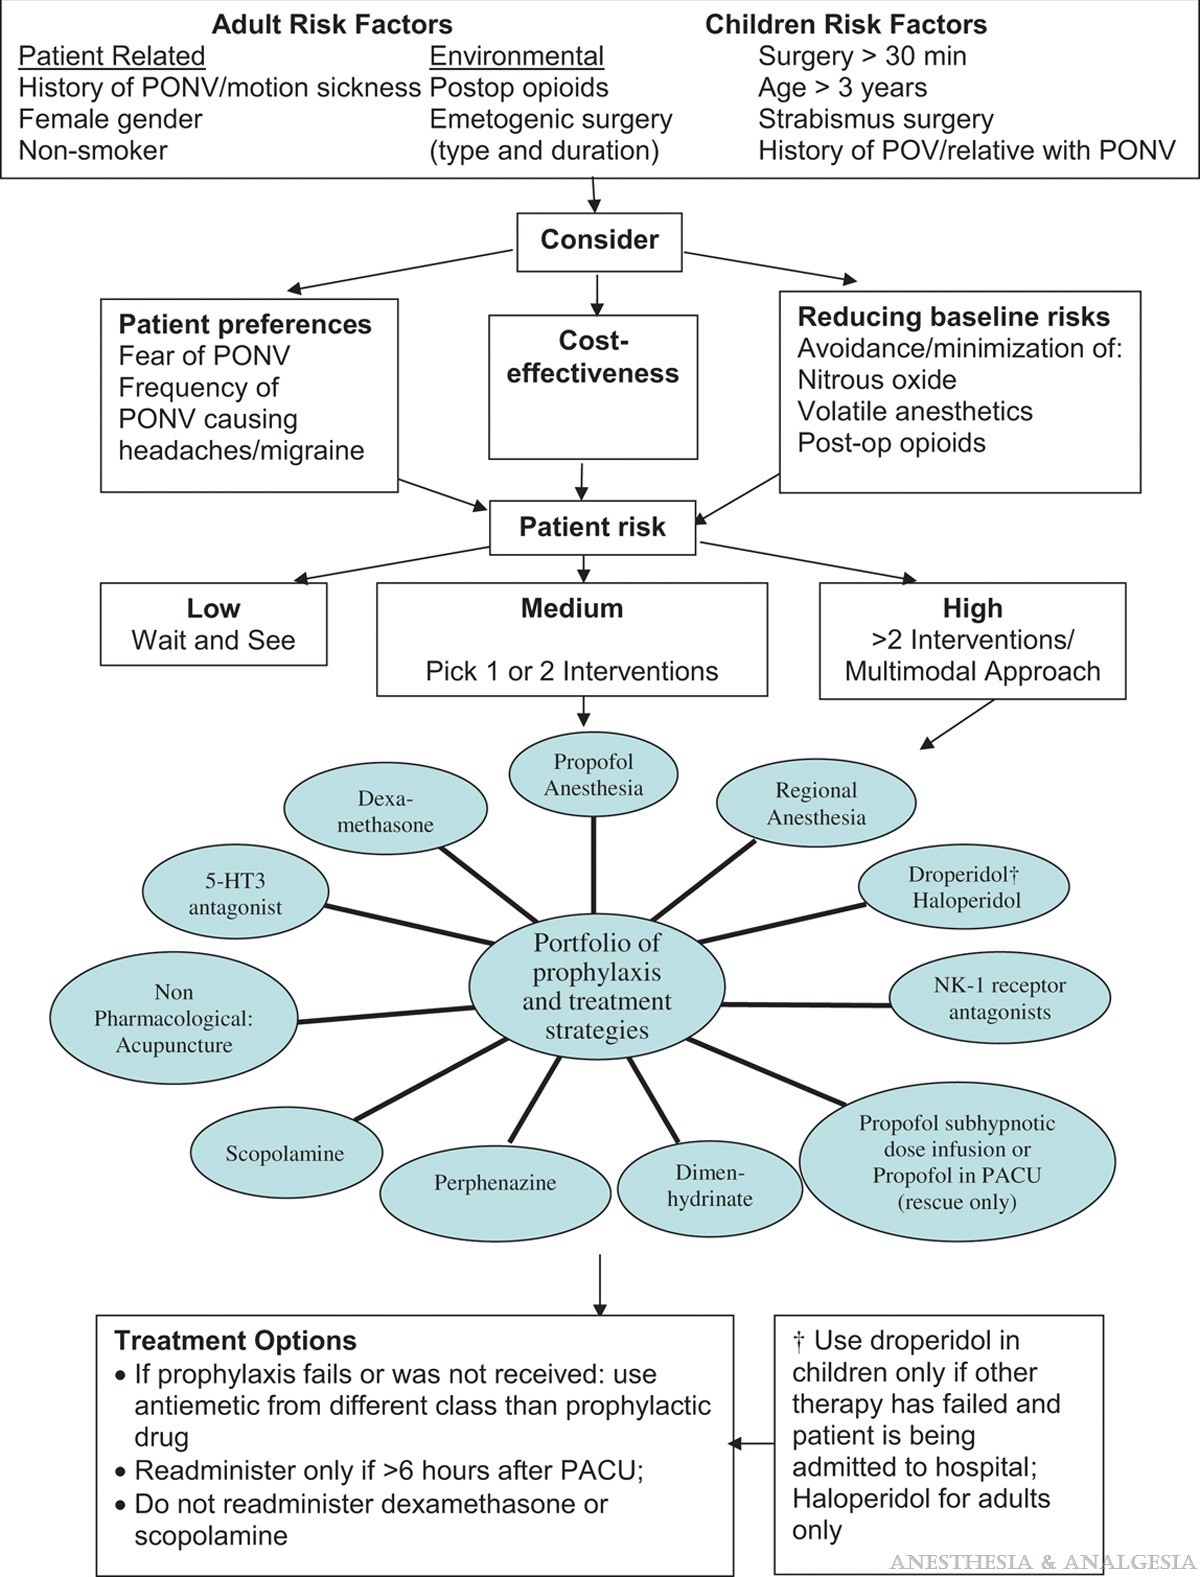 Adult Risk Factors
Children Risk Factors
Patient Related
History of PONV/motion sickness
Female gender
Non-smoker
Environmental
Postop opioids
Emetogenic surgery
(type and duration)
Surgery > 30 min
Age > 3 years
Strabismus surgery
History of POV/relative with PONV
Consider
Patient preferences
Fear of PONV
Frequency of
PONV causing
headaches/migraine
Cost-
effectiveness
Reducing baseline risks
Avoidance/minimization of:
Nitrous oxide
Volatile anesthetics
Post-op opioids
Patient risk
Low
Wait and See
Medium
Pick 1 or 2 Interventions
High
>2 Interventions/
Multimodal Approach
Propofol
Anesthesia
Dexa-
methasone
Regional
Anesthesia
5-HT3
antagonist
Droperidol†
Haloperidol
Portfolio of
prophylaxis
and treatment
strategies
Non
Pharmacological:
Acupuncture
NK-1 receptor
antagonists
Scopolamine
Perphenazine
Dimen-
hydrinate
Propofol subhypnotic
dose infusion or
Propofol in PACU
(rescue only)
Treatment Options
• If prophylaxis fails or was not received: use
antiemetic from different class than prophylactic
drug
• Readminister only if >6 hours after PACU;
• Do not readminister dexamethasone or
scopolamine
† Use droperidol in
children only if other
therapy has failed and
patient is being
admitted to hospital;
Haloperidol for adults
only
ANESTHESIA & ANALGESIA